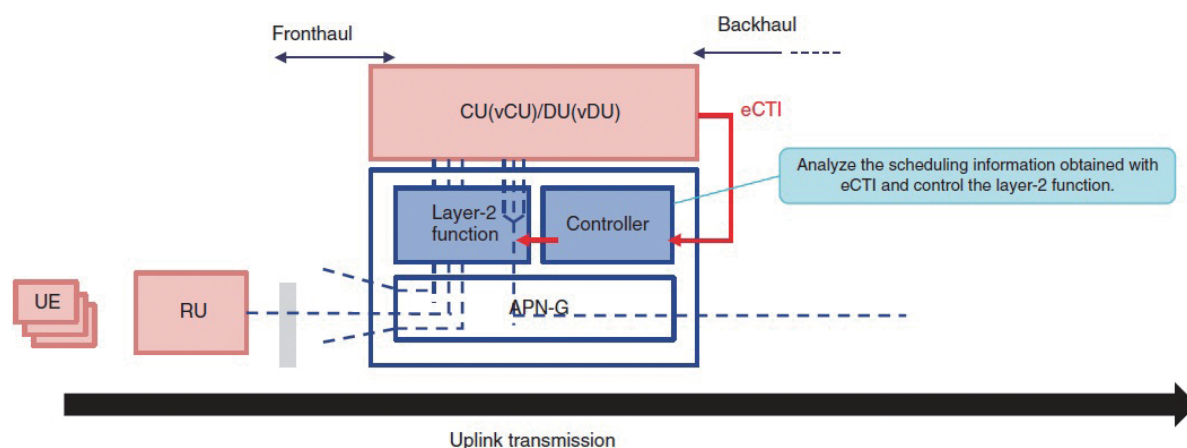 Fronthaul
Backhaul
CU(vCU)/DU(vDU)
eCTI
Analyze the scheduling information obtained with
eCTI and control the layer-2 function.
Layer-2
function
Controller
UE
RU
APN-G
Uplink transmission